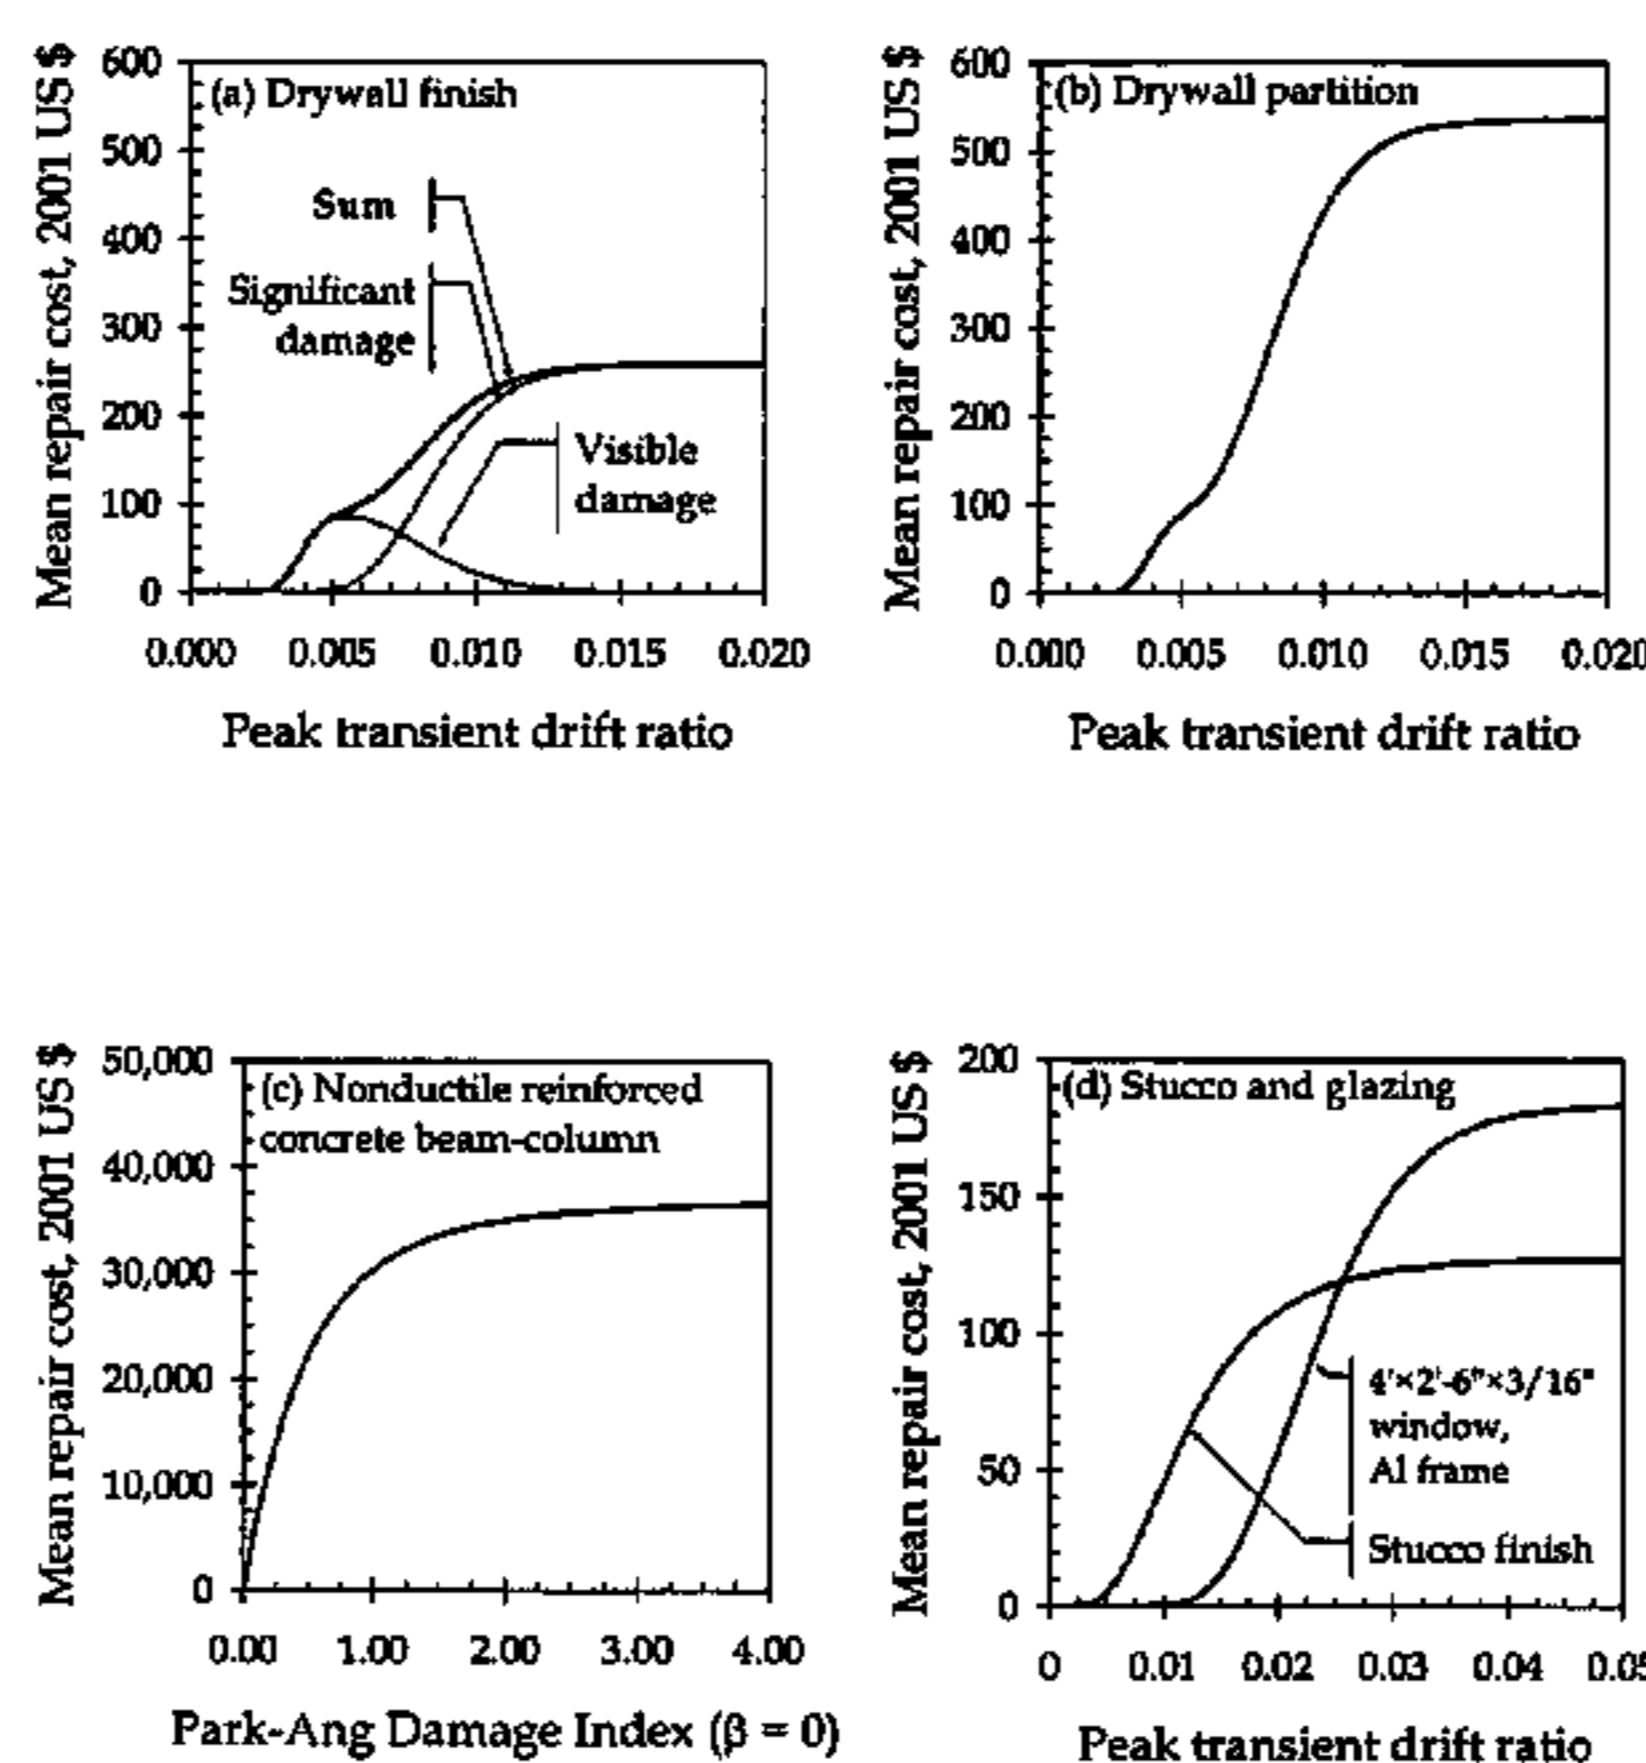 Mean repair cost, 2001 US $
600
500
400
300
200
100
0
(a) Drywall finish
Sum
Significant
damage
Visible
damage
0.000 0.005 0.010 0.015 0.020
Peak transient drift ratio
Mean repair cost, 2001 US $
600
500
400
300
200
100
0
(b) Drywall partition
0.000 0.005 0.010 0.015 0.020
Peak transient drift ratio
Mean repair cost, 2001 US $
50,000
40,000
30,000
20,000
10,000
0
(c) Nonductile reinforced
concrete beam-column
0.00 1.00 2.00 3.00 4.00
Park-Ang Damage Index (β = 0)
Mean repair cost, 2001 US $
200
150
100
50
0
(d) Stucco and glazing
4'×2'-6"×3/16"
window,
Al frame
Stucco finish
0 0.01 0.02 0.03 0.04 0.05
Peak transient drift ratio